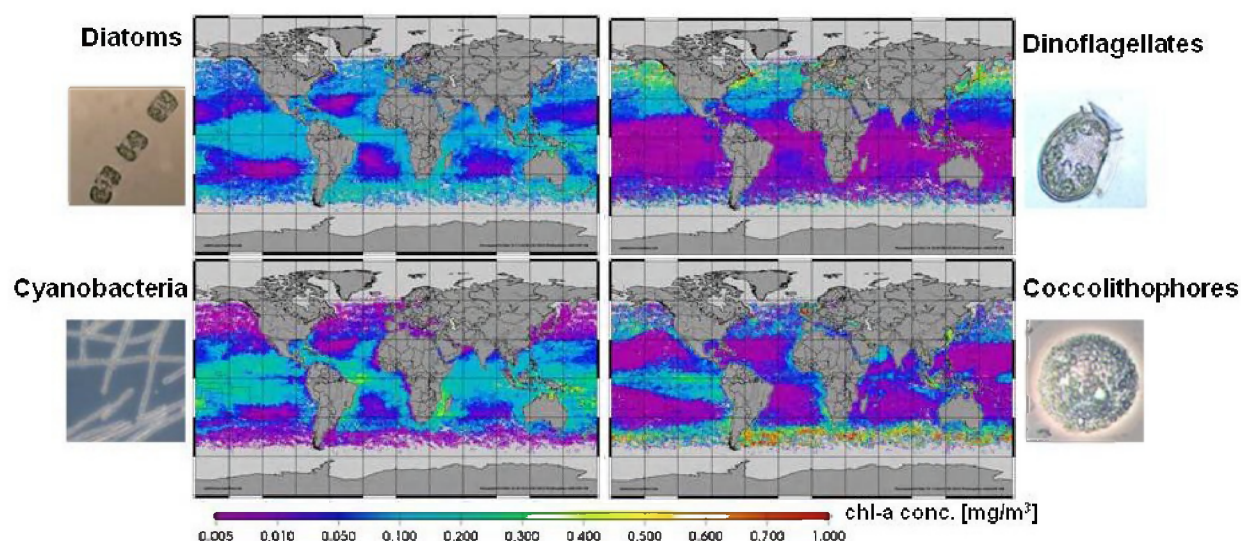 Diatoms
Dinoflagellates
Cyanobacteria
Coccolithophores
chl-a conc. [mg/m³]
0.005 0.010 0.050 0.100 0.200 0.300 0.400 0.500 0.600 0.700 1.000